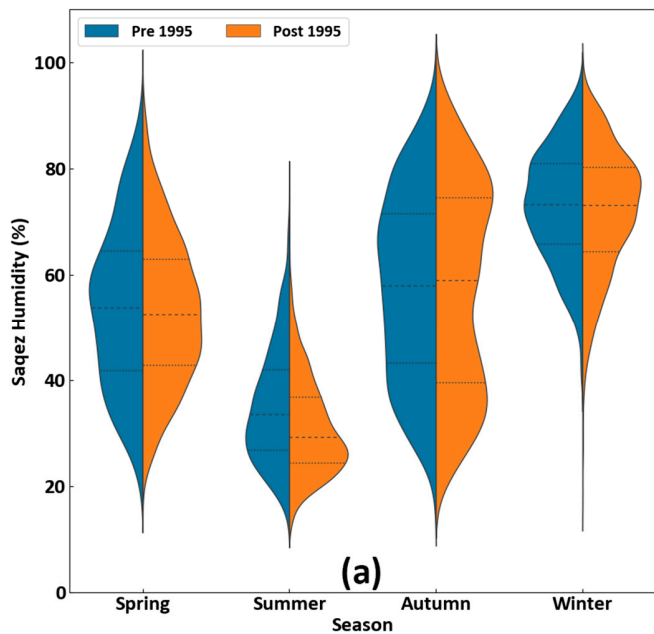 Pre 1995 Post 1995
100
80
60
40
20
0
Saqez Humidity (%)
(a)
Spring Summer Autumn Winter
Season